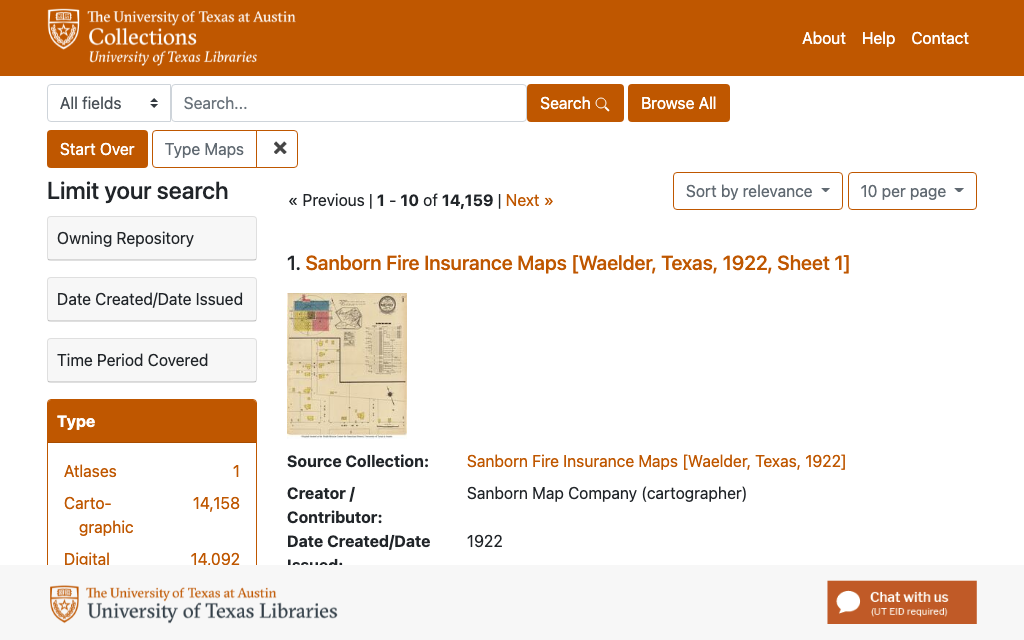 The University of Texas at Austin
Collections
University of Texas Libraries
About
Help
Contact
All fields
Search...
Search
Browse All
Start Over
Type Maps
✖
Limit your search
« Previous | 1 - 10 of 14,159 | Next »
Sort by relevance
10 per page
Owning Repository
Date Created/Date Issued
Time Period Covered
Type
Atlases 1
Carto-
graphic 14,158
Digital 14,092
1. Sanborn Fire Insurance Maps [Waelder, Texas, 1922, Sheet 1]
Source Collection: Sanborn Fire Insurance Maps [Waelder, Texas, 1922]
Creator / Sanborn Map Company (cartographer)
Contributor:
Date Created/Date 1922
Issued:
The University of Texas at Austin
University of Texas Libraries
Chat with us
(UT EID required)